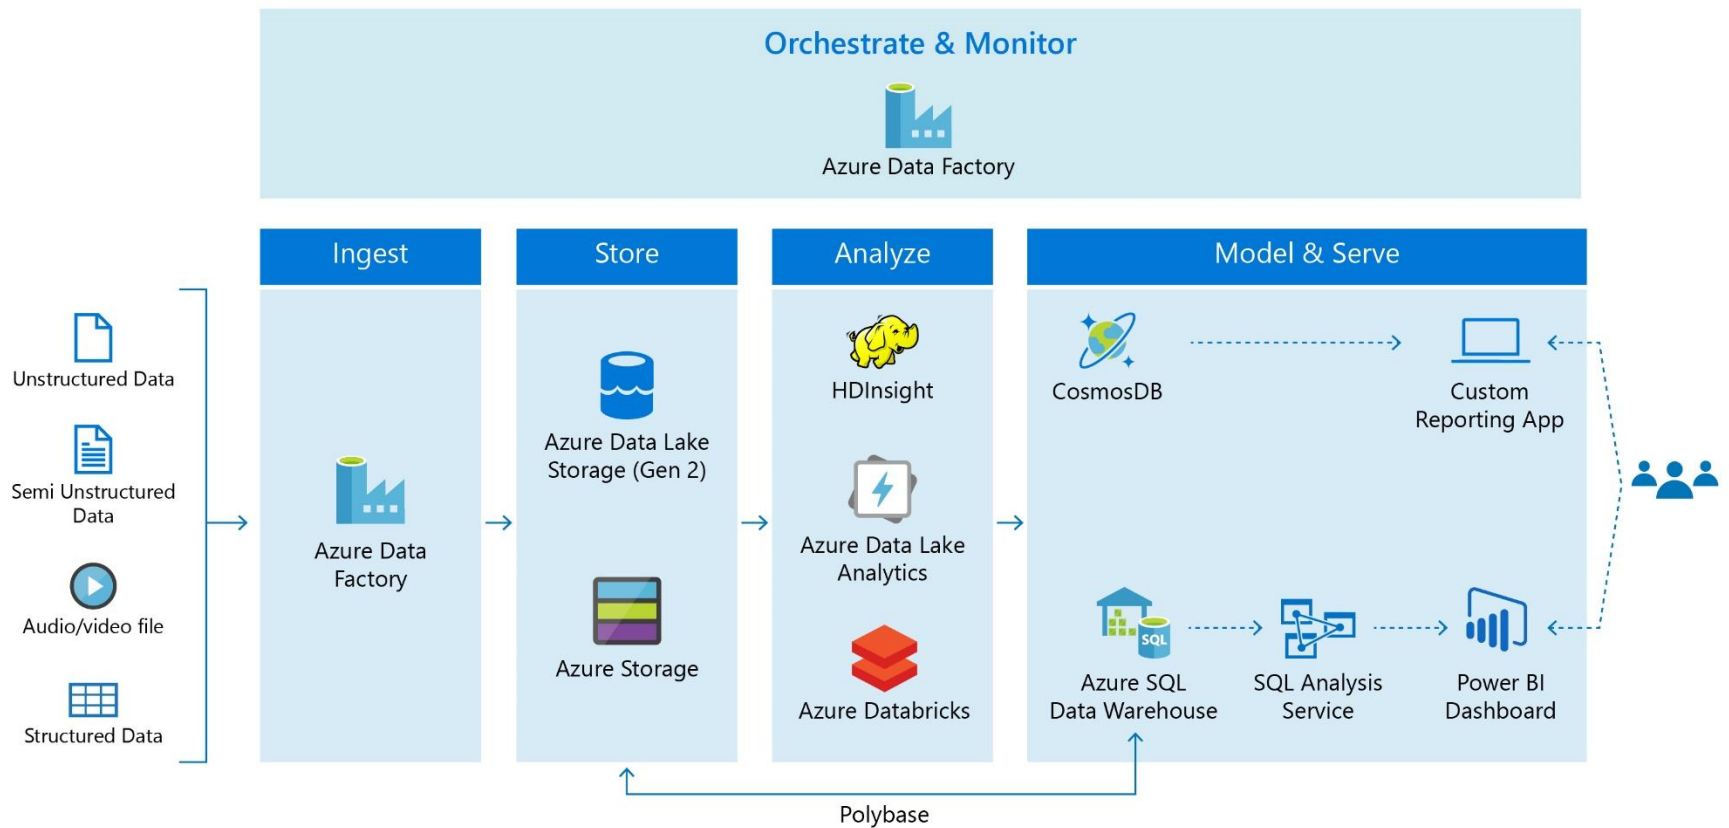 Orchestrate & Monitor
Azure Data Factory
Ingest
Store
Analyze
Model & Serve
Unstructured Data
Semi Unstructured
Data
Audio/video file
Structured Data
Azure Data
Factory
Azure Data Lake
Storage (Gen 2)
Azure Storage
HDInsight
Azure Data Lake
Analytics
Azure Databricks
CosmosDB
Custom
Reporting App
SQL
Azure SQL
Data Warehouse
SQL Analysis
Service
Power BI
Dashboard
Polybase